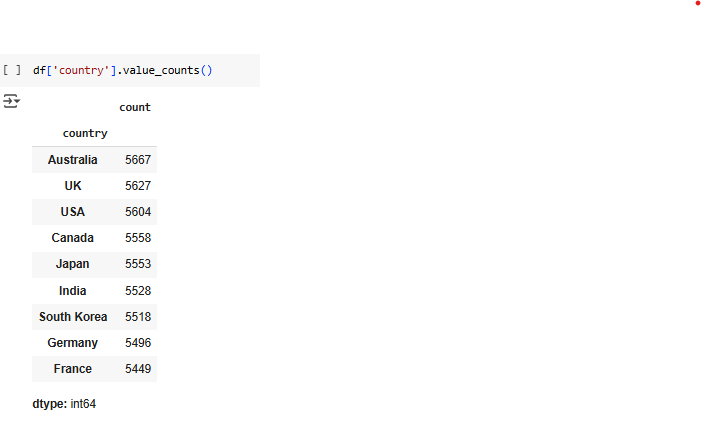 [ ] df['country'].value_counts()
count
country
Australia 5667
UK 5627
USA 5604
Canada 5558
Japan 5553
India 5528
South Korea 5518
Germany 5496
France 5449
dtype: int64